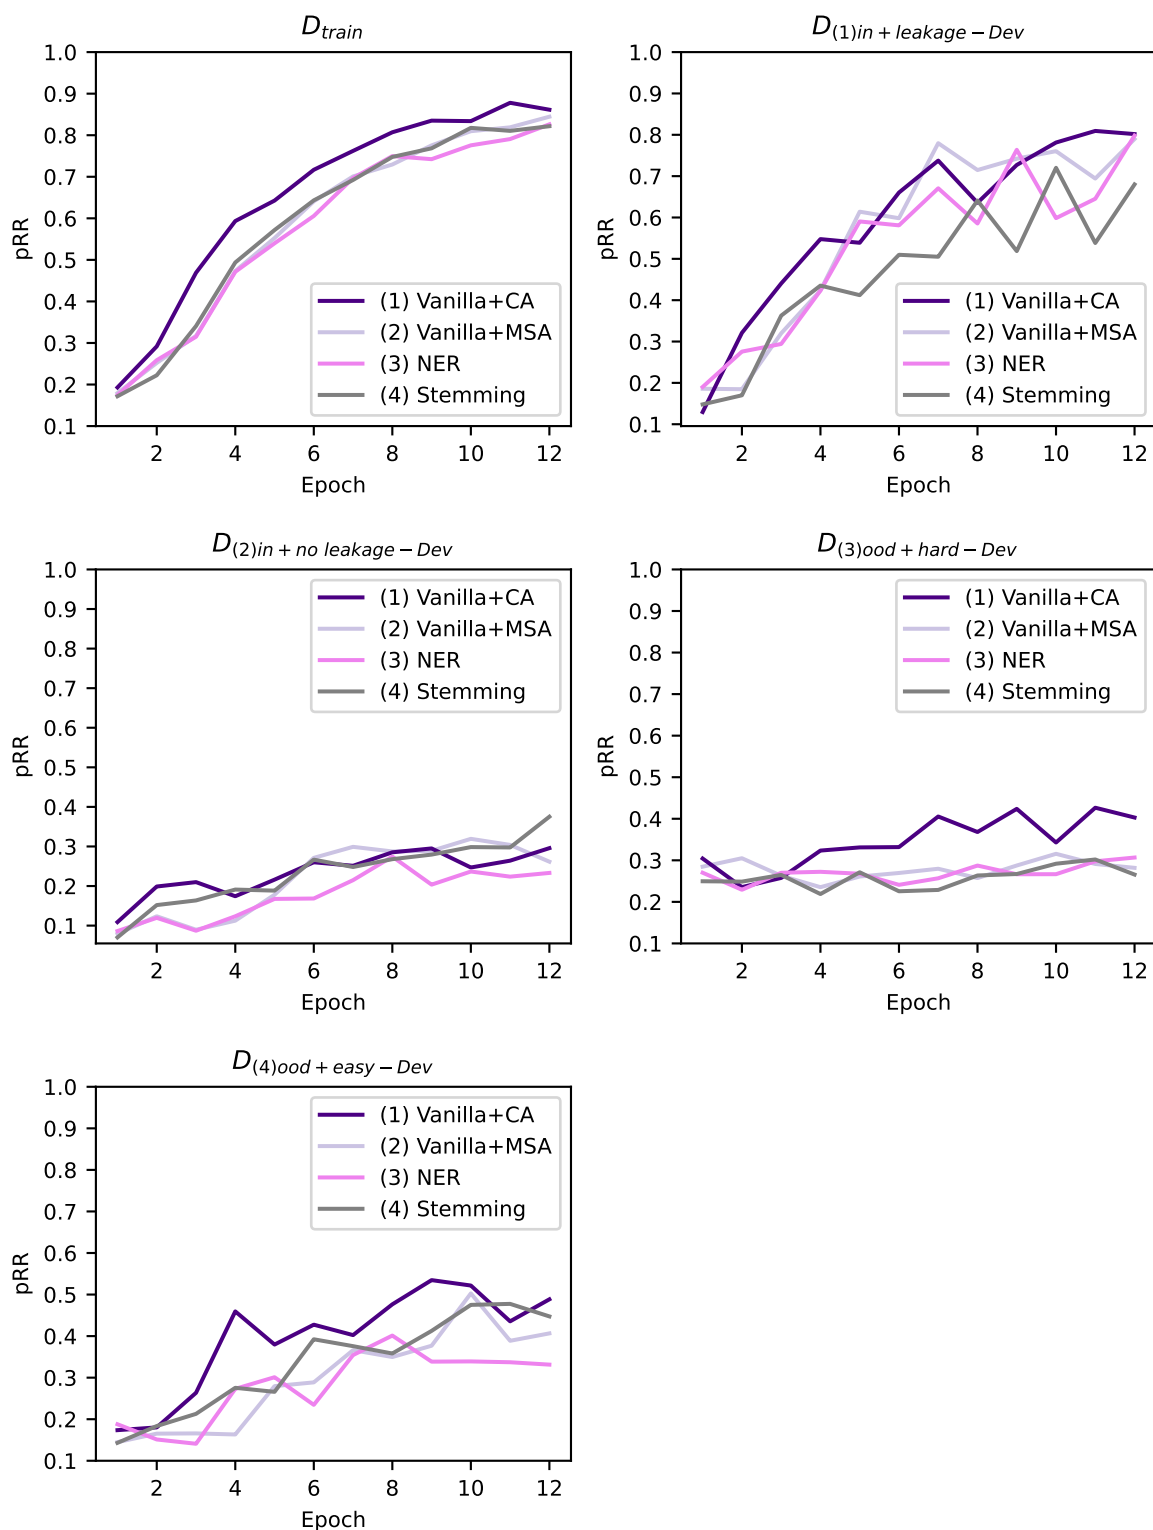 D_train
1.0
0.9
0.8
0.7
0.6
0.5
0.4
0.3
0.2
0.1
pRR
2 4 6 8 10 12
Epoch
(1) Vanilla+CA
(2) Vanilla+MSA
(3) NER
(4) Stemming
D_(1)in+leakage−Dev
1.0
0.9
0.8
0.7
0.6
0.5
0.4
0.3
0.2
0.1
pRR
2 4 6 8 10 12
Epoch
(1) Vanilla+CA
(2) Vanilla+MSA
(3) NER
(4) Stemming
D_(2)in+no leakage−Dev
1.0
0.9
0.8
0.7
0.6
0.5
0.4
0.3
0.2
0.1
pRR
2 4 6 8 10 12
Epoch
(1) Vanilla+CA
(2) Vanilla+MSA
(3) NER
(4) Stemming
D_(3)ood+hard−Dev
1.0
0.9
0.8
0.7
0.6
0.5
0.4
0.3
0.2
0.1
pRR
2 4 6 8 10 12
Epoch
(1) Vanilla+CA
(2) Vanilla+MSA
(3) NER
(4) Stemming
D_(4)ood+easy−Dev
1.0
0.9
0.8
0.7
0.6
0.5
0.4
0.3
0.2
0.1
pRR
2 4 6 8 10 12
Epoch
(1) Vanilla+CA
(2) Vanilla+MSA
(3) NER
(4) Stemming